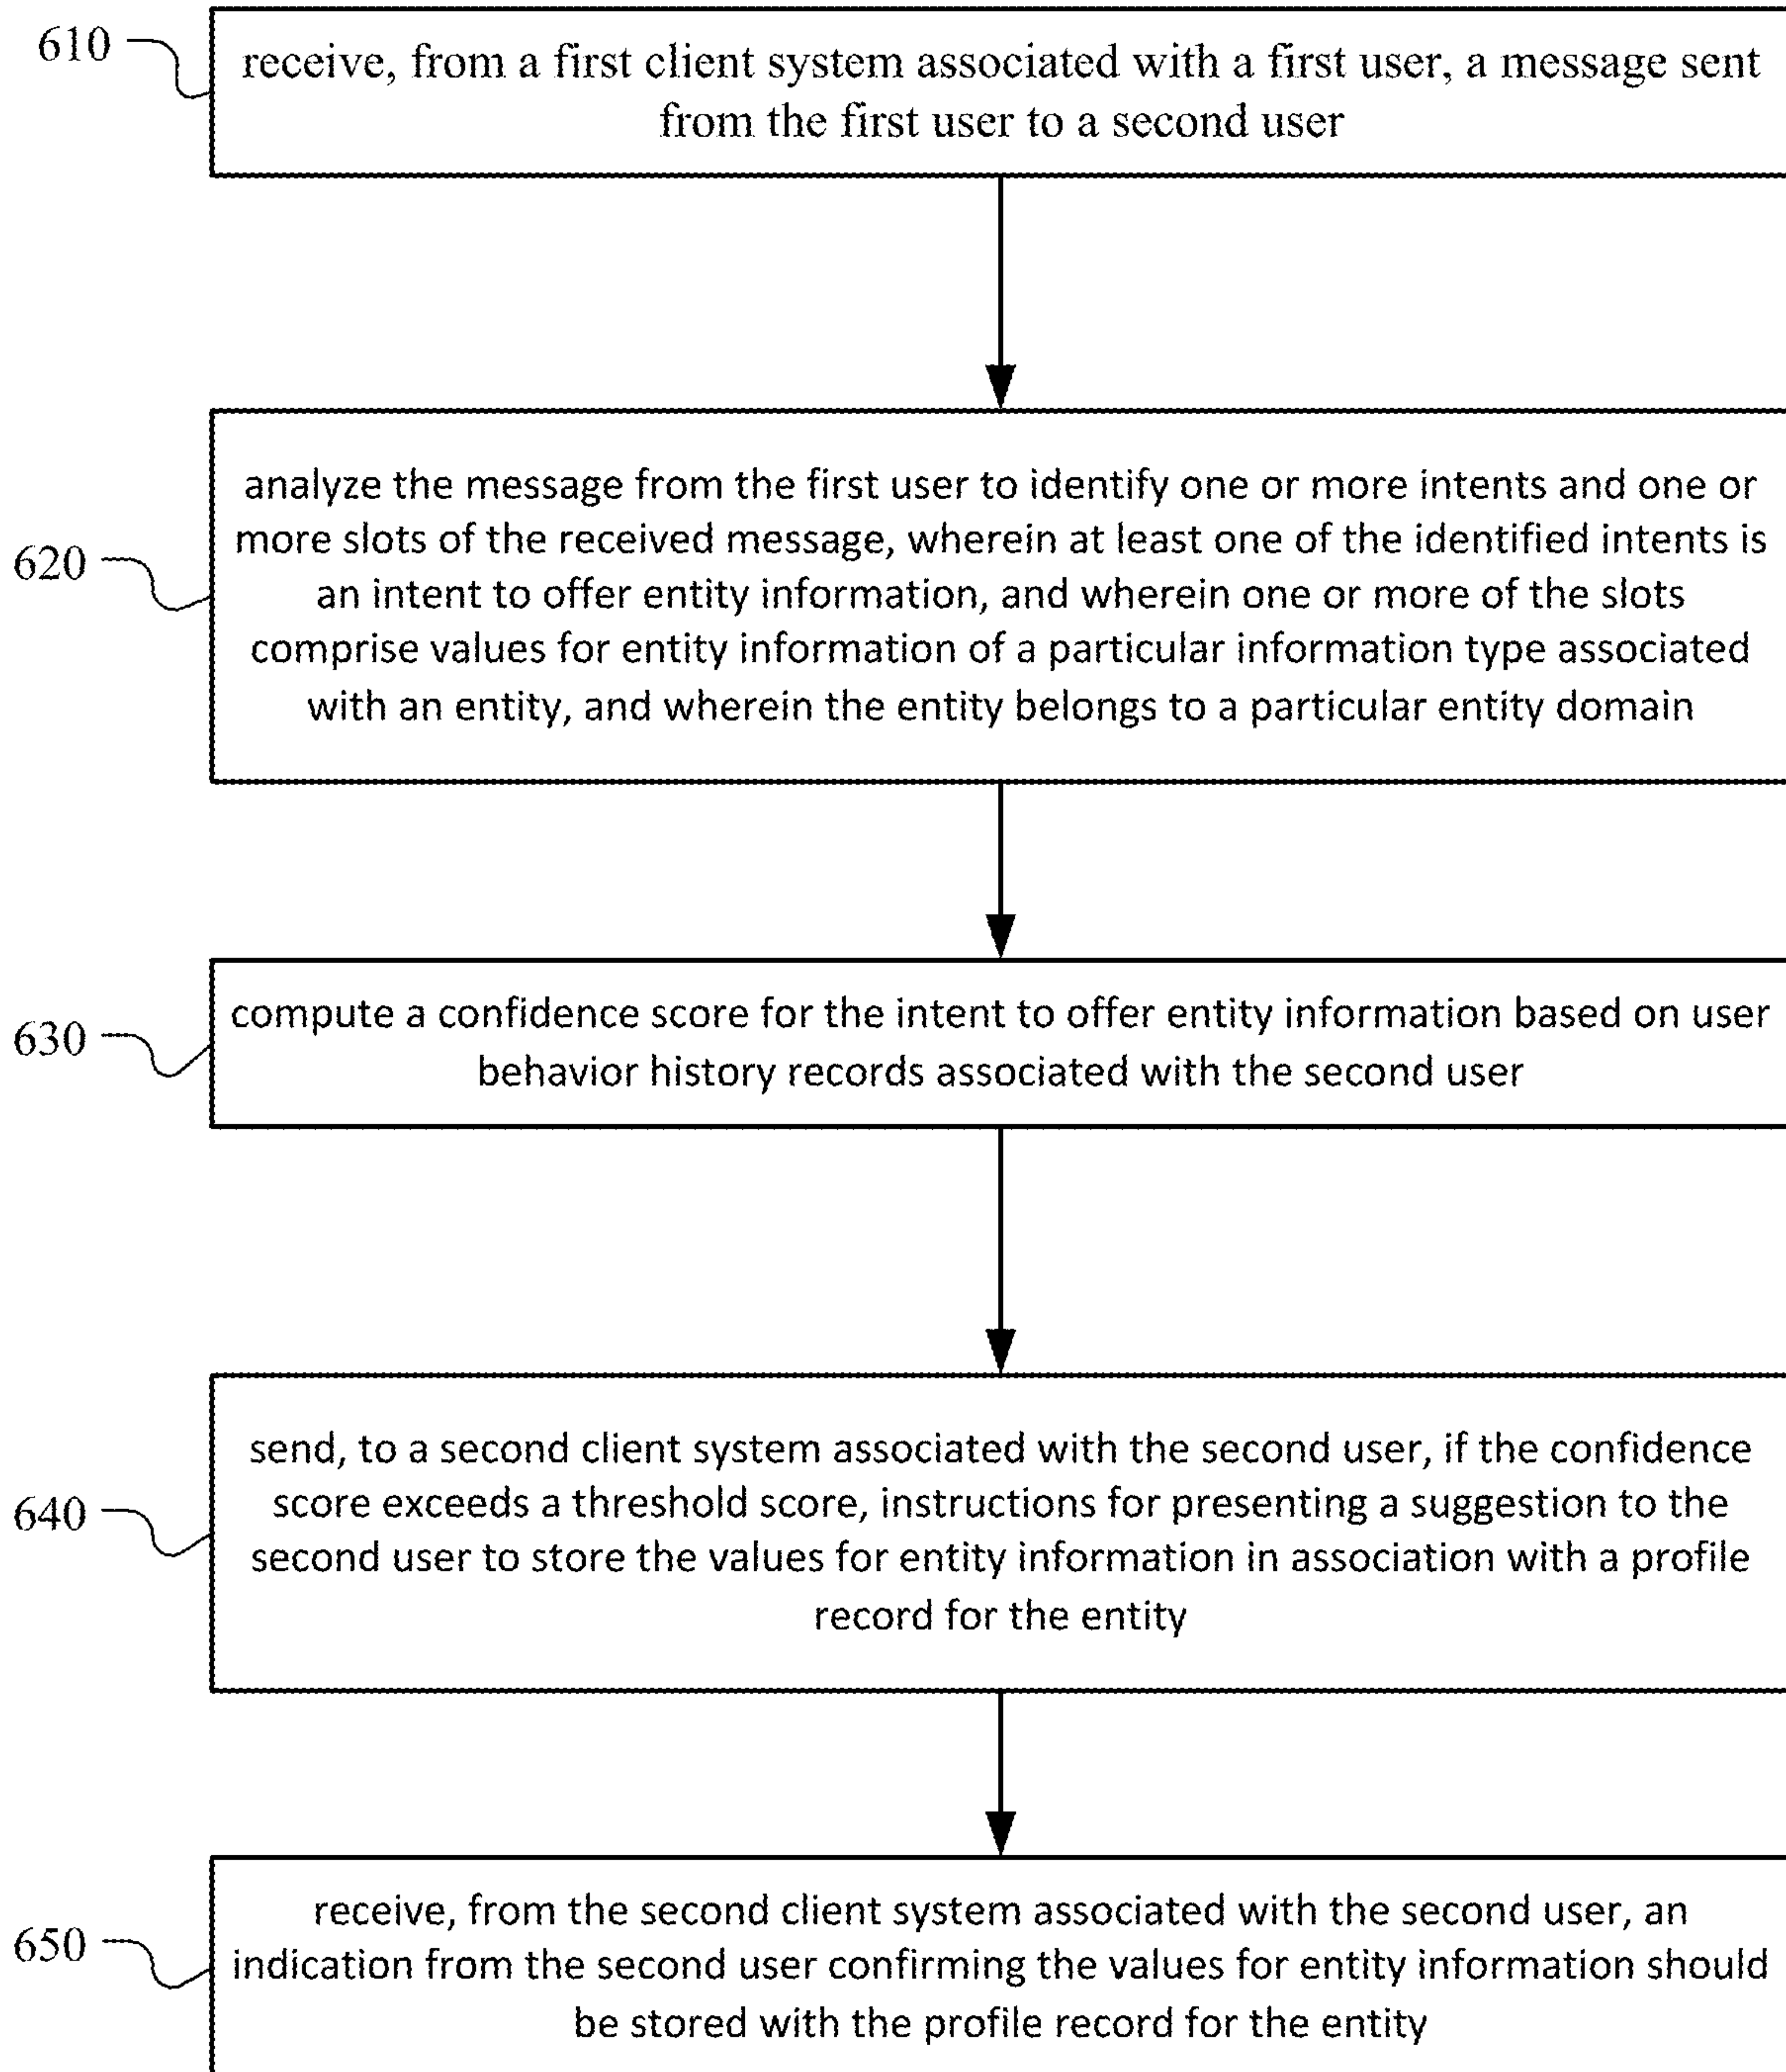 610
receive, from a first client system associated with a first user, a message sent
from the first user to a second user
620
analyze the message from the first user to identify one or more intents and one or
more slots of the received message, wherein at least one of the identified intents is
an intent to offer entity information, and wherein one or more of the slots
comprise values for entity information of a particular information type associated
with an entity, and wherein the entity belongs to a particular entity domain
630
compute a confidence score for the intent to offer entity information based on user
behavior history records associated with the second user
640
send, to a second client system associated with the second user, if the confidence
score exceeds a threshold score, instructions for presenting a suggestion to the
second user to store the values for entity information in association with a profile
record for the entity
650
receive, from the second client system associated with the second user, an
indication from the second user confirming the values for entity information should
be stored with the profile record for the entity